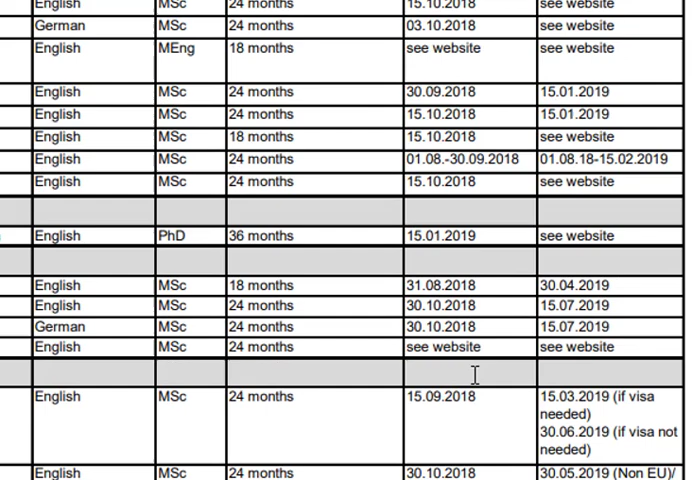 English MSc 24 months 15.10.2018 see website
German MSc 24 months 03.10.2018 see website
English MEng 18 months see website see website
English MSc 24 months 30.09.2018 15.01.2019
English MSc 24 months 15.10.2018 15.01.2019
English MSc 18 months 15.10.2018 see website
English MSc 24 months 01.08.-30.09.2018 01.08.18-15.02.2019
English MSc 24 months 15.10.2018 see website
English PhD 36 months 15.01.2019 see website
English MSc 18 months 31.08.2018 30.04.2019
English MSc 24 months 30.10.2018 15.07.2019
German MSc 24 months 30.10.2018 15.07.2019
English MSc 24 months see website see website
English MSc 24 months 15.09.2018 15.03.2019 (if visa
needed)
30.06.2019 (if visa not
needed)
English MSc 24 months 30.10.2018 30.05.2019 (Non EU)/